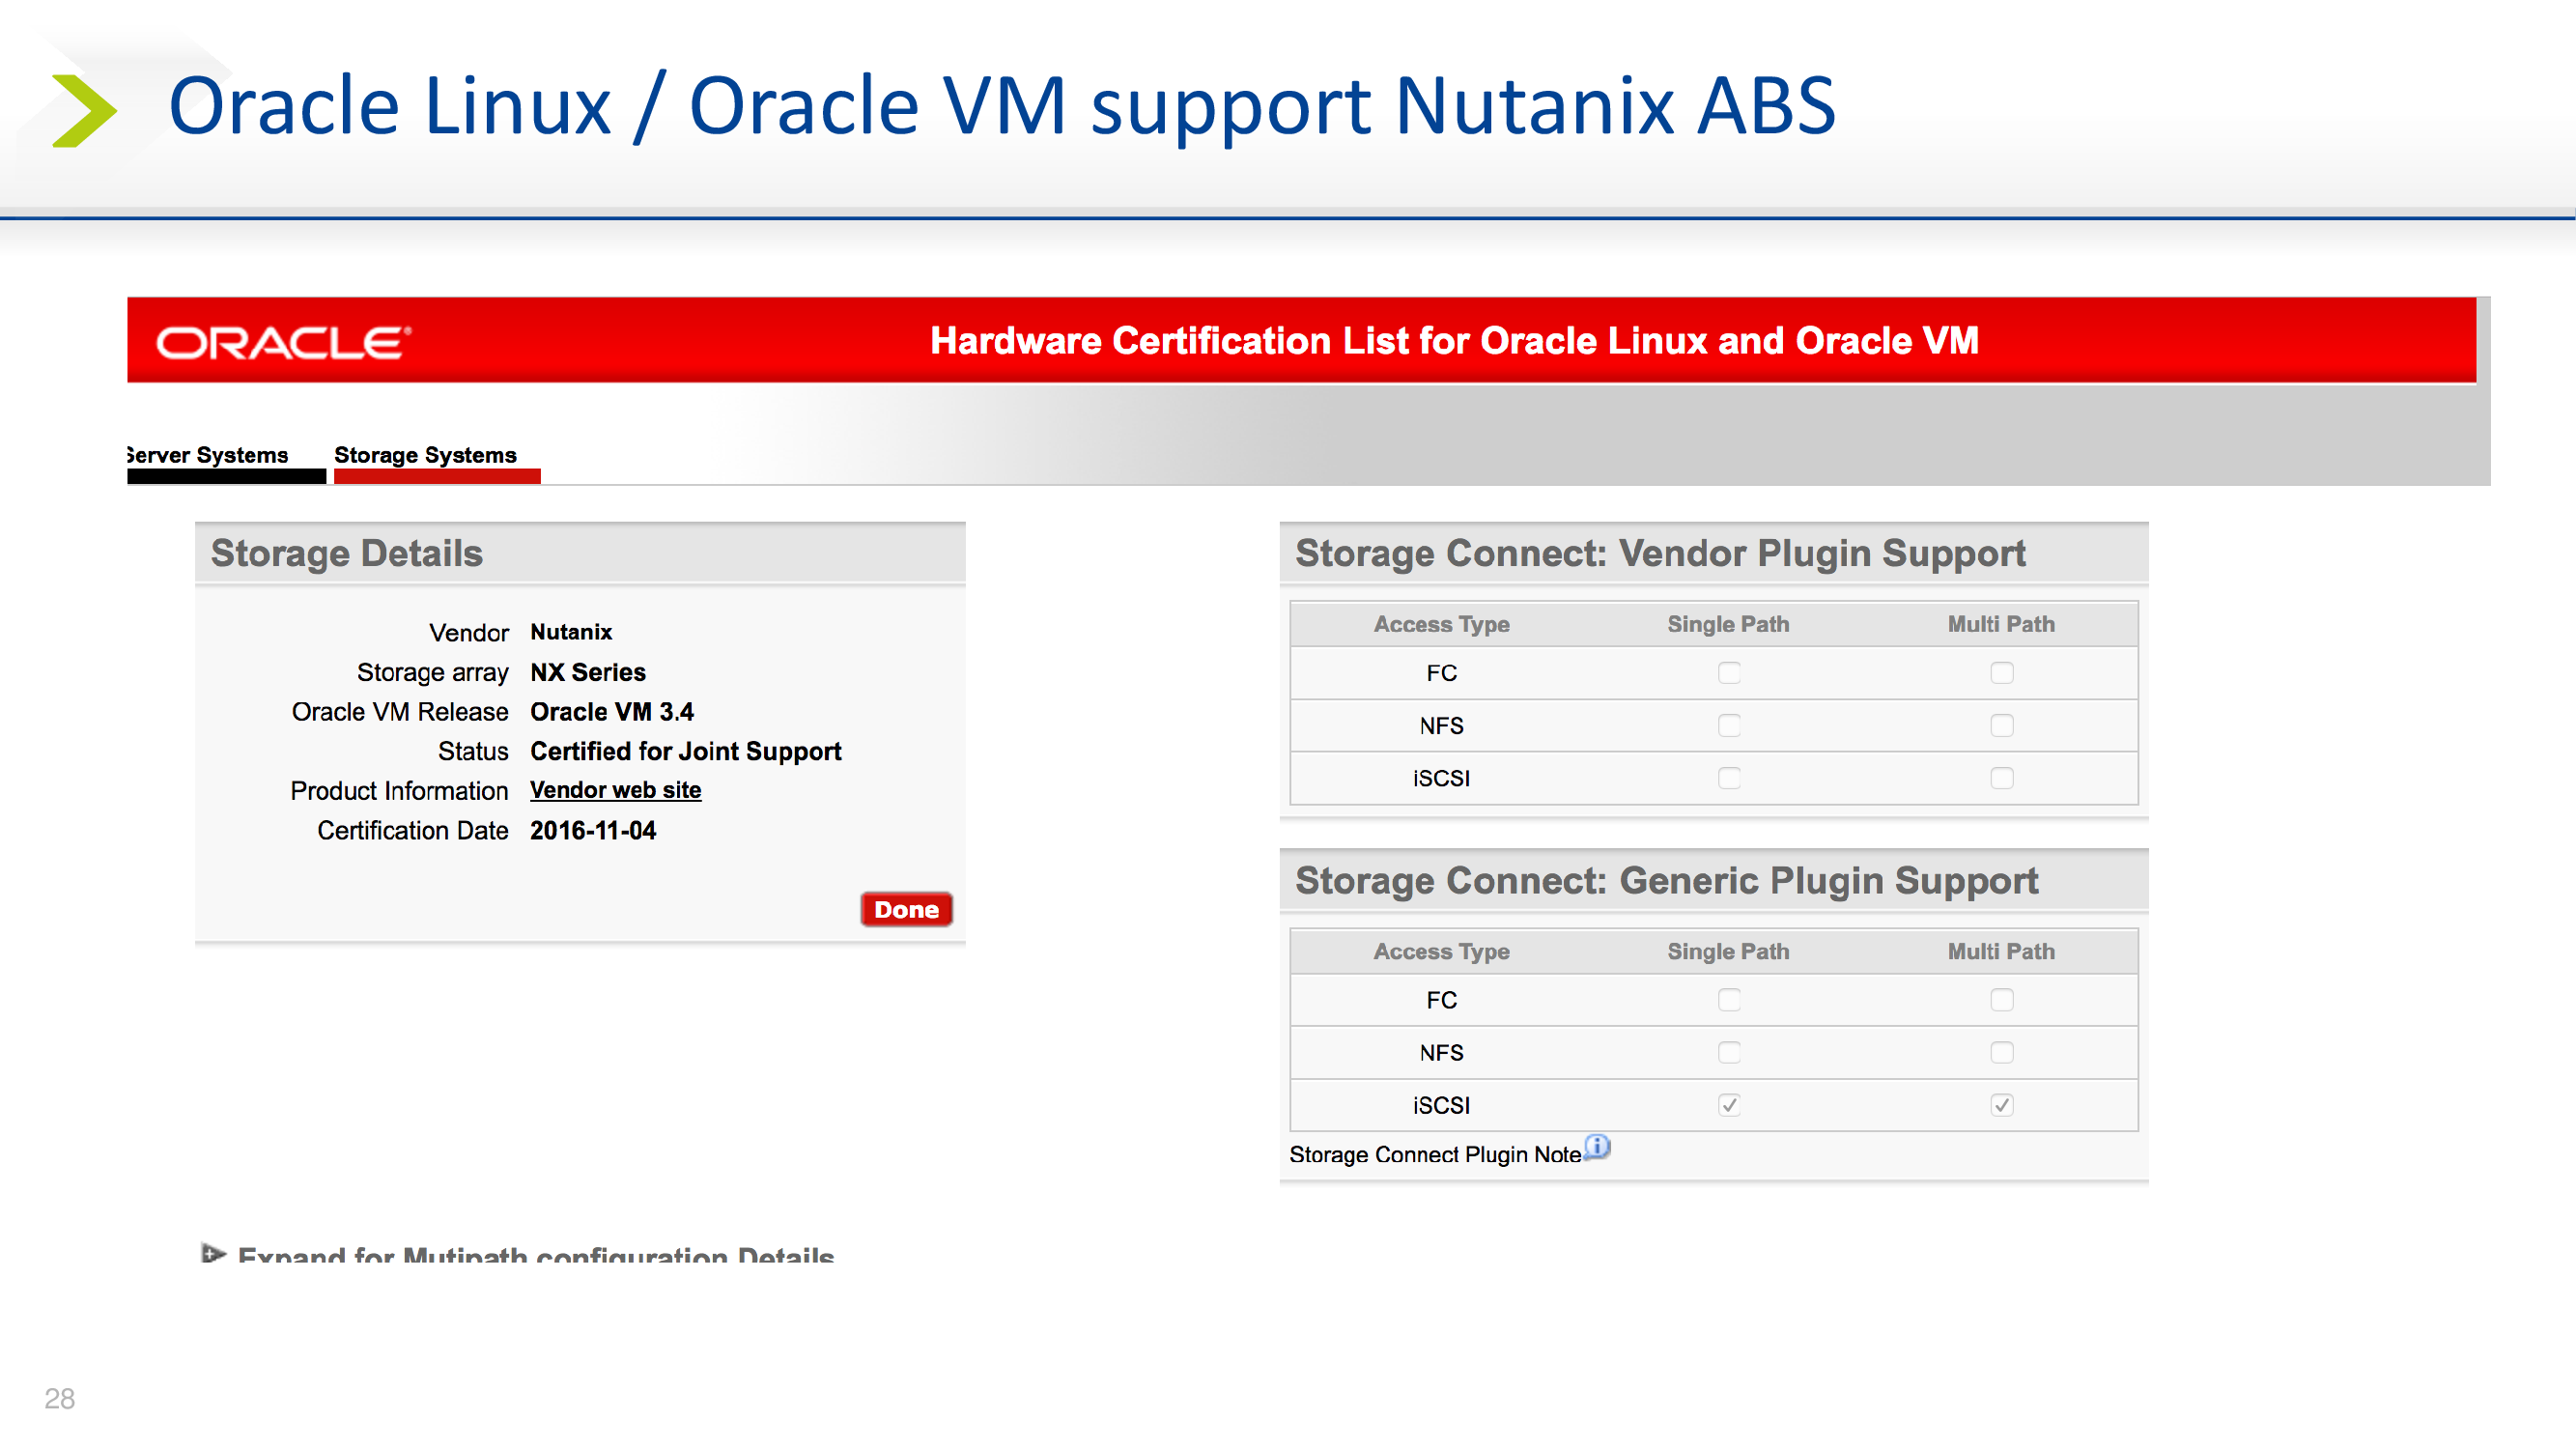 Oracle Linux / Oracle VM support Nutanix ABS
ORACLE®
Hardware Certification List for Oracle Linux and Oracle VM
Server Systems Storage Systems
Storage Details
Vendor Nutanix
Storage array NX Series
Oracle VM Release Oracle VM 3.4
Status Certified for Joint Support
Product Information Vendor web site
Certification Date 2016-11-04
Done
Storage Connect: Vendor Plugin Support
Access Type Single Path Multi Path
FC
NFS
iSCSI
Storage Connect: Generic Plugin Support
Access Type Single Path Multi Path
FC
NFS
iSCSI ✓ ✓
Storage Connect Plugin Note
Expand for Mutipath configuration Details
28